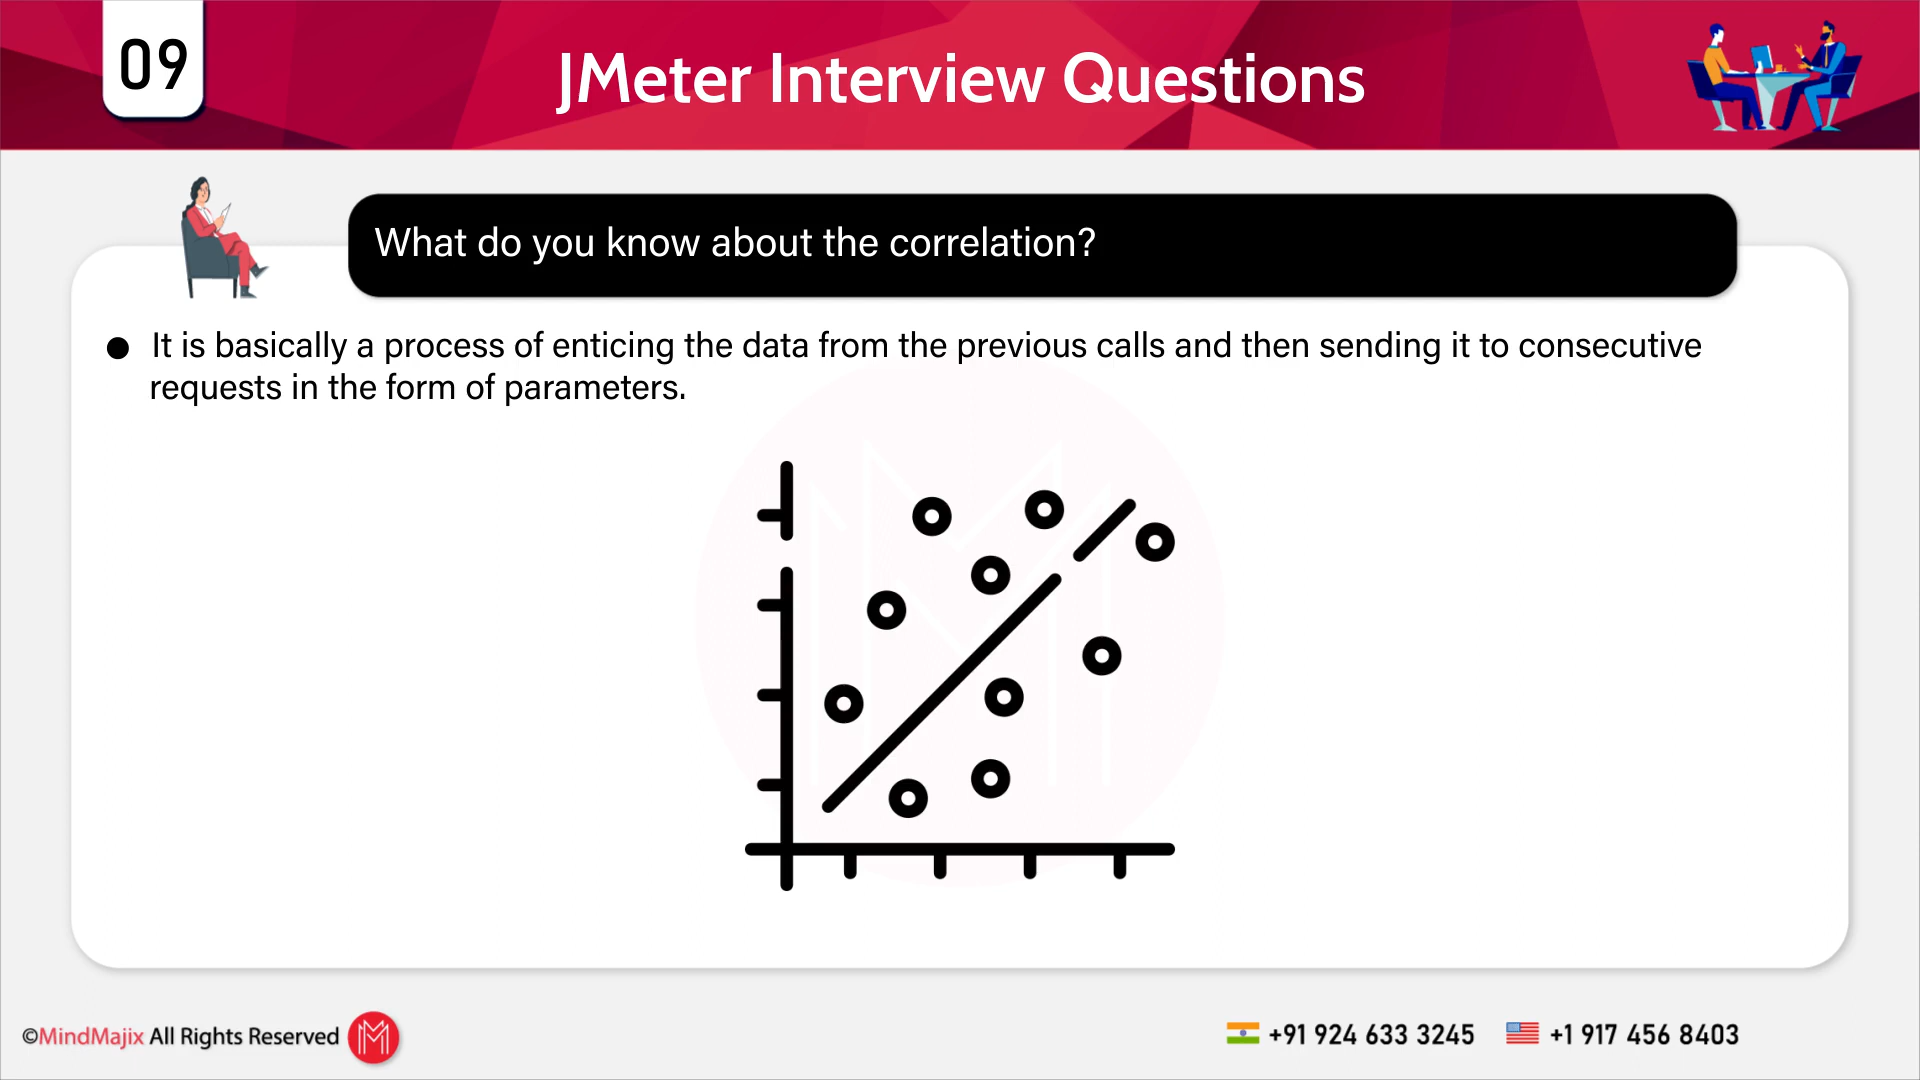 09
JMeter Interview Questions
What do you know about the correlation?
● It is basically a process of enticing the data from the previous calls and then sending it to consecutive
requests in the form of parameters.
©MindMajix All Rights Reserved
+91 924 633 3245
+1 917 456 8403